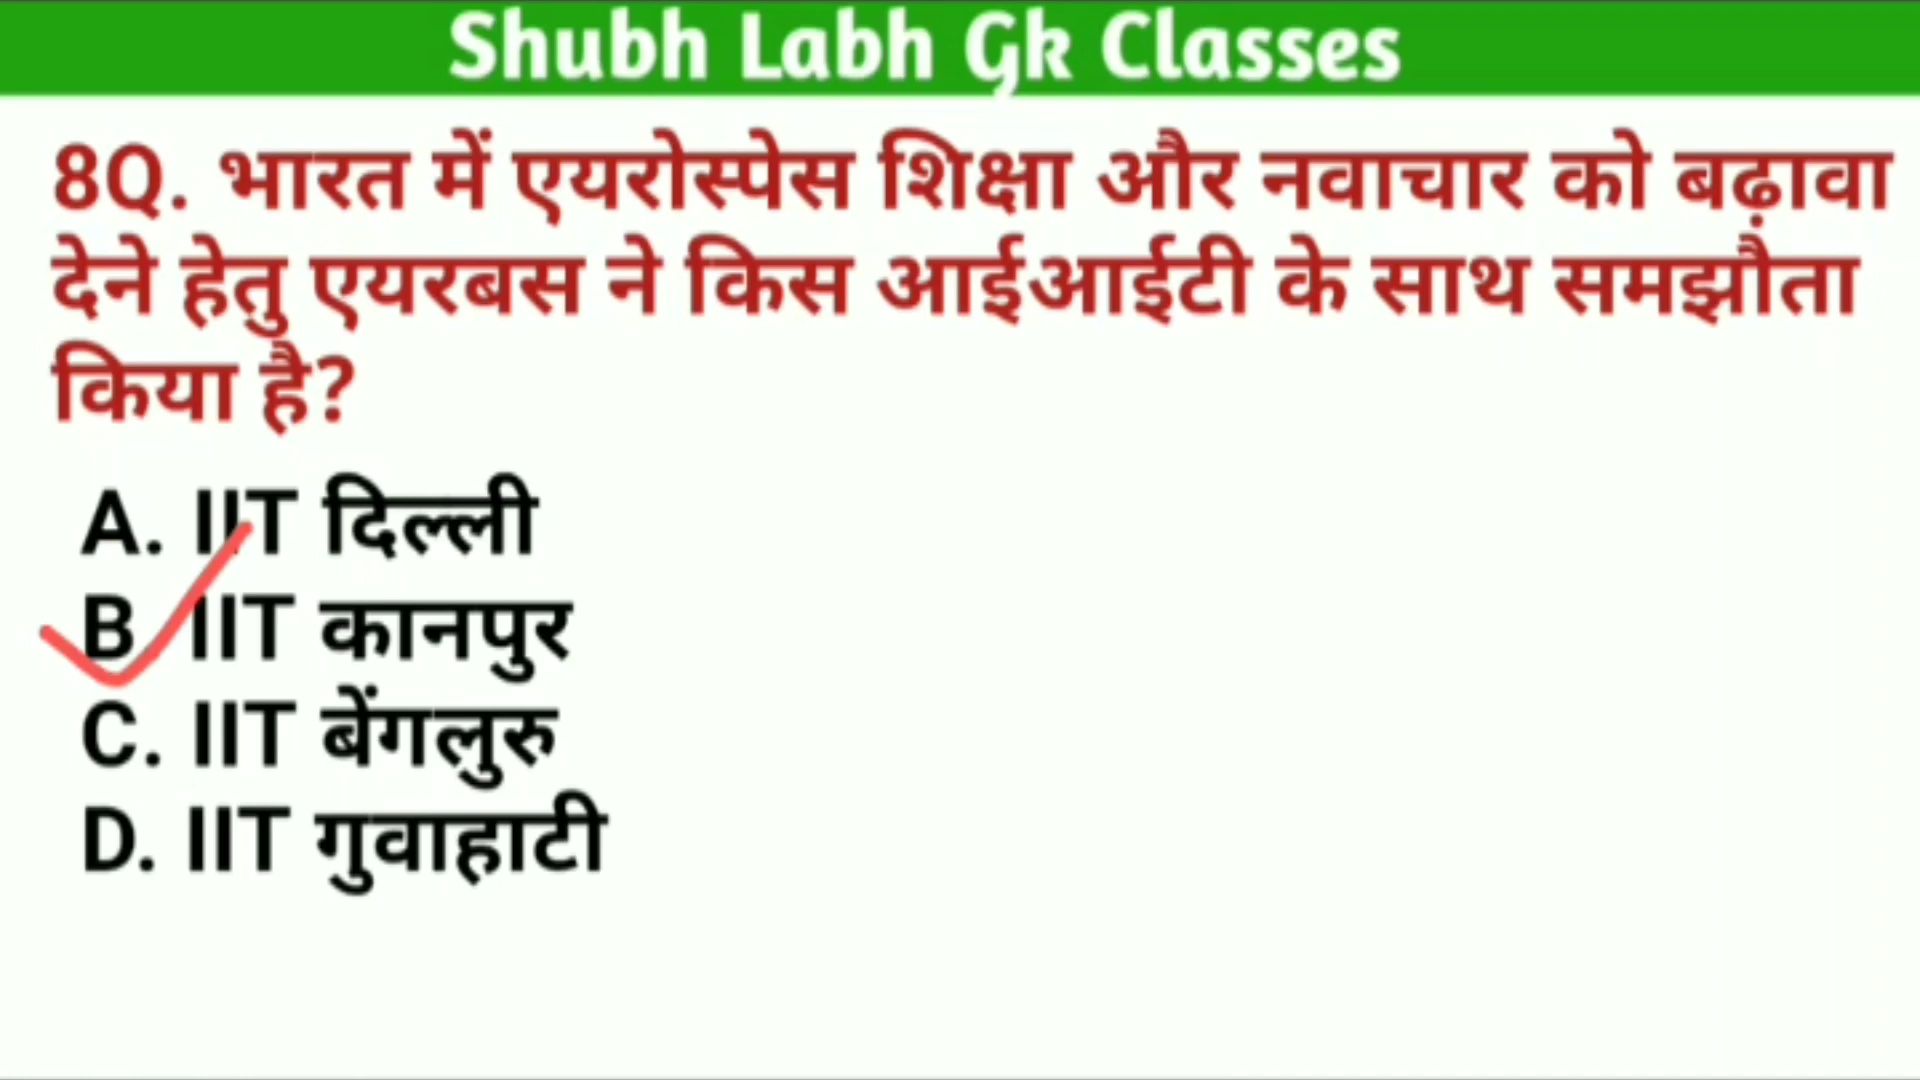 Shubh Labh Gk Classes
8Q. भारत में एयरोस्पेस शिक्षा और नवाचार को बढ़ावा
देने हेतु एयरबस ने किस आईआईटी के साथ समझौता
किया है?
A. IIT दिल्ली
B. IIT कानपुर
C. IIT बेंगलुरु
D. IIT गुवाहाटी